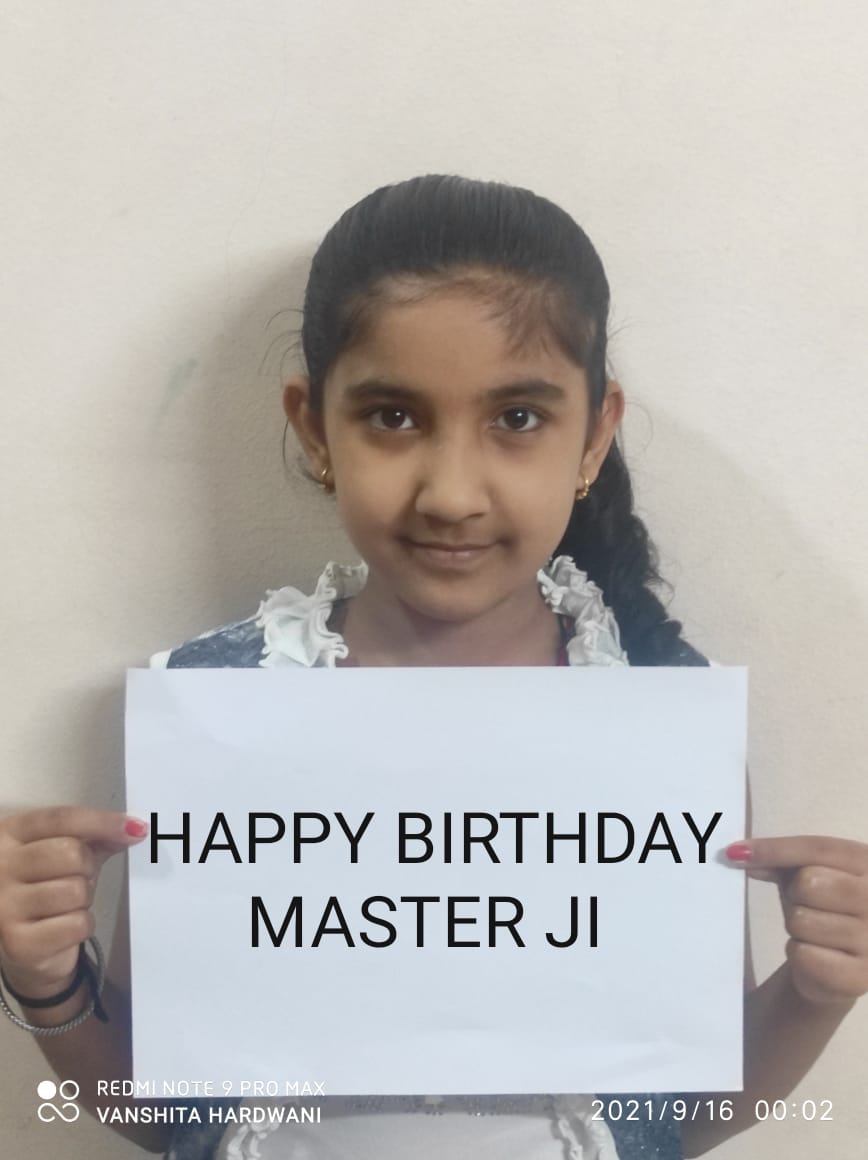 HAPPY BIRTHDAY
MASTER JI
REDMI NOTE 9 PRO MAX
VANSHITA HARDWANI
2021/9/16 00:02